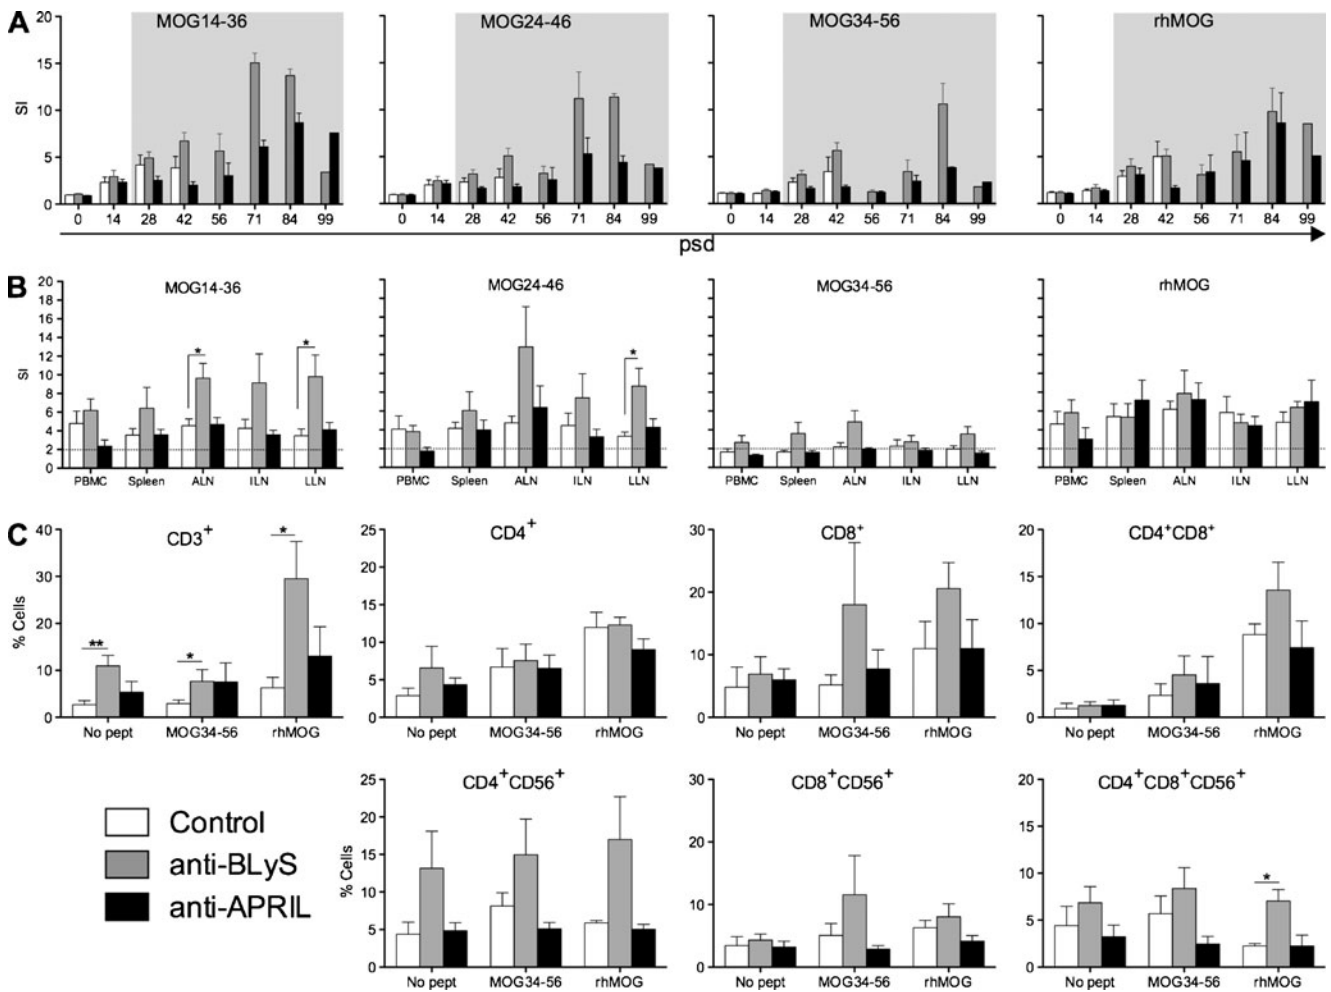 A
MOG14-36
MOG24-46
MOG34-56
rhMOG
SI
20
15
10
5
0
0 14 28 42 56 71 84 99
0 14 28 42 56 71 84 99
0 14 28 42 56 71 84 99
0 14 28 42 56 71 84 99
psd
B
MOG14-36
MOG24-46
MOG34-56
rhMOG
SI
20
18
16
14
12
10
8
6
4
2
0
* *
*
PBMC Spleen ALN ILN LLN
PBMC Spleen ALN ILN LLN
PBMC Spleen ALN ILN LLN
PBMC Spleen ALN ILN LLN
C
CD3+
% Cells
40
30
20
10
0
** * *
No pept MOG34-56 rhMOG
CD4+
25
20
15
10
5
0
No pept MOG34-56 rhMOG
CD8+
30
20
10
0
No pept MOG34-56 rhMOG
CD4+CD8+
20
15
10
5
0
No pept MOG34-56 rhMOG
Control
anti-BLyS
anti-APRIL
CD4+CD56+
% Cells
25
20
15
10
5
0
No pept MOG34-56 rhMOG
CD8+CD56+
30
20
10
0
No pept MOG34-56 rhMOG
CD4+CD8+CD56+
20
15
10
5
0
*
No pept MOG34-56 rhMOG